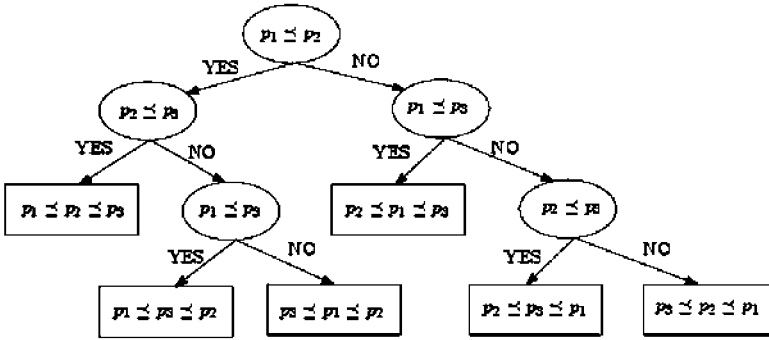 p₁ ⪯ p₂
YES
NO
p₂ ⪯ p₃
p₁ ⪯ p₃
YES
NO
YES
NO
p₁ ⪯ p₂ ⪯ p₃
p₁ ⪯ p₃
p₂ ⪯ p₁ ⪯ p₃
p₂ ⪯ p₃
YES
NO
YES
NO
p₁ ⪯ p₃ ⪯ p₂
p₃ ⪯ p₁ ⪯ p₂
p₂ ⪯ p₃ ⪯ p₁
p₃ ⪯ p₂ ⪯ p₁